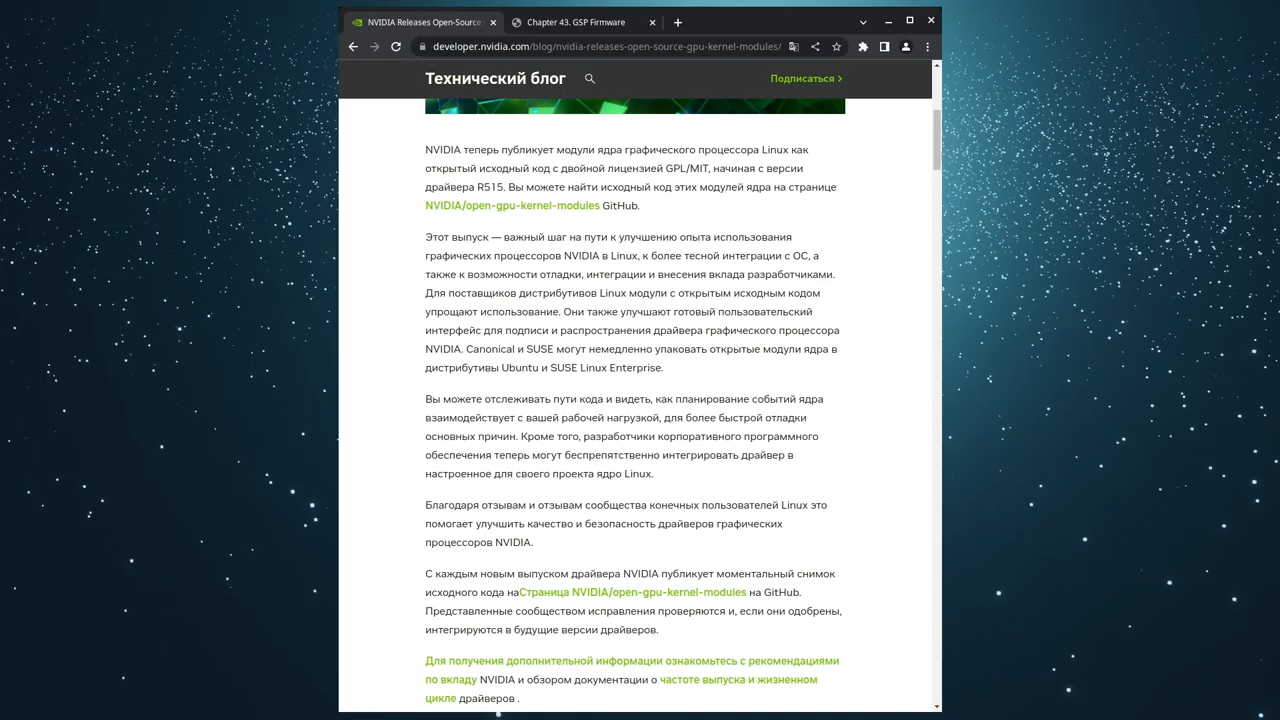 NVIDIA Releases Open-Source
Chapter 43. GSP Firmware
developer.nvidia.com/blog/nvidia-releases-open-source-gpu-kernel-modules/
Технический блог
Подписаться
NVIDIA теперь публикует модули ядра графического процессора Linux как
открытый исходный код с двойной лицензией GPL/MIT, начиная с версии
драйвера R515. Вы можете найти исходный код этих модулей ядра на странице
NVIDIA/open-gpu-kernel-modules GitHub.
Этот выпуск — важный шаг на пути к улучшению опыта использования
графических процессоров NVIDIA в Linux, к более тесной интеграции с ОС, а
также к возможности отладки, интеграции и внесения вклада разработчиками.
Для поставщиков дистрибутивов Linux модули с открытым исходным кодом
упрощают использование. Они также улучшают готовый пользовательский
интерфейс для подписи и распространения драйвера графического процессора
NVIDIA. Canonical и SUSE могут немедленно упаковать открытые модули ядра в
дистрибутивы Ubuntu и SUSE Linux Enterprise.
Вы можете отслеживать пути кода и видеть, как планирование событий ядра
взаимодействует с вашей рабочей нагрузкой, для более быстрой отладки
основных причин. Кроме того, разработчики корпоративного программного
обеспечения теперь могут беспрепятственно интегрировать драйвер в
настроенное для своего проекта ядро Linux.
Благодаря отзывам и отзывам сообщества конечных пользователей Linux это
помогает улучшить качество и безопасность драйверов графических
процессоров NVIDIA.
С каждым новым выпуском драйвера NVIDIA публикует моментальный снимок
исходного кода наСтраница NVIDIA/open-gpu-kernel-modules на GitHub.
Представленные сообществом исправления проверяются и, если они одобрены,
интегрируются в будущие версии драйверов.
Для получения дополнительной информации ознакомьтесь с рекомендациями
по вкладу NVIDIA и обзором документации о частоте выпуска и жизненном
цикле драйверов .